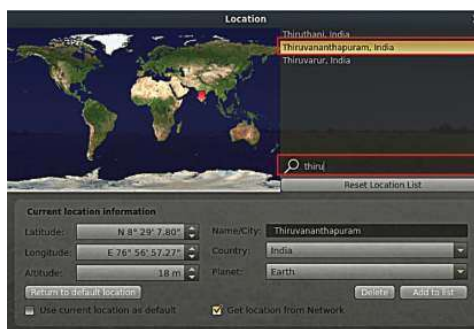 Location
Thiruthani, India
Thiruvananthapuram, India
Thiruvarur, India
thiru
Reset Location List
Current location information
Latitude: N 8° 29' 7.80"
Name/City: Thiruvananthapuram
Longitude: E 76° 56' 57.27"
Country: India
Altitude: 18 m
Planet: Earth
Return to default location
Delete
Add to list
Use current location as default
Get location from Network